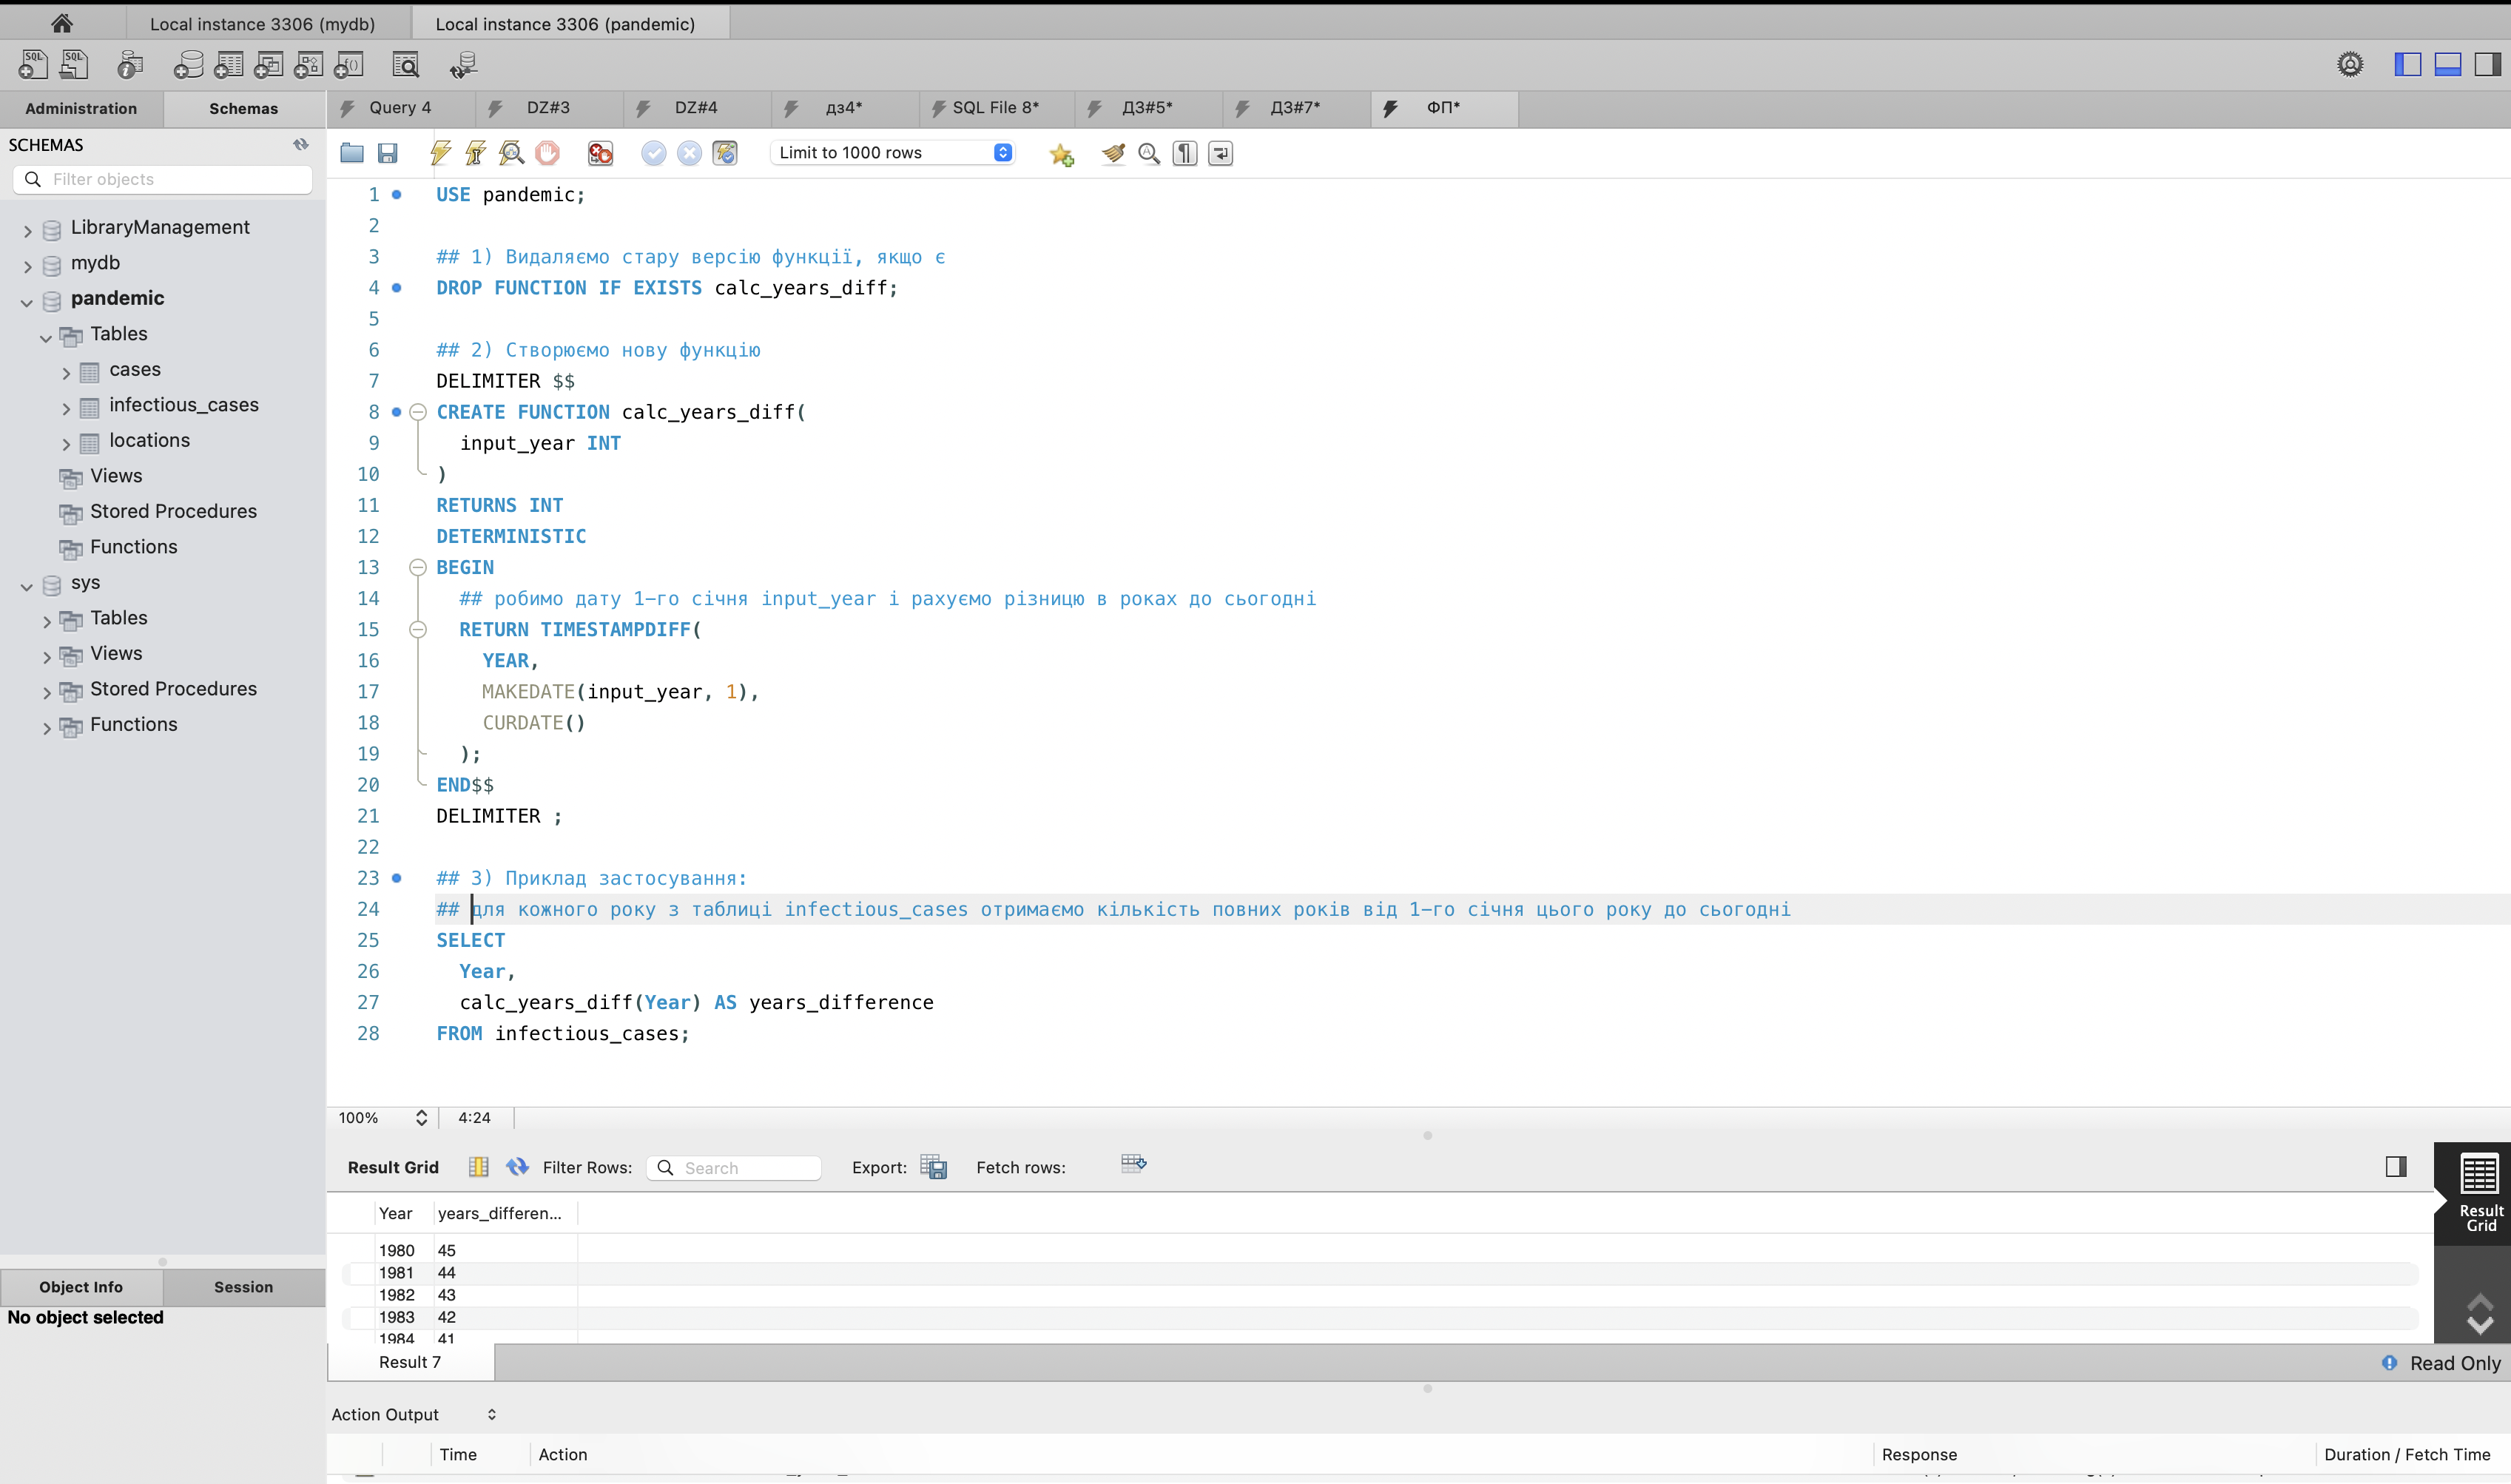 Local instance 3306 (mydb)
Local instance 3306 (pandemic)
Administration
Schemas
Query 4
DZ#3
DZ#4
дз4*
SQL File 8*
ДЗ#5*
ДЗ#7*
ФП*
SCHEMAS
Filter objects
LibraryManagement
mydb
pandemic
Tables
cases
infectious_cases
locations
Views
Stored Procedures
Functions
sys
Tables
Views
Stored Procedures
Functions
Object Info
Session
No object selected
Limit to 1000 rows
1 USE pandemic;
2
3 ## 1) Видаляємо стару версію функції, якщо є
4 DROP FUNCTION IF EXISTS calc_years_diff;
5
6 ## 2) Створюємо нову функцію
7 DELIMITER $$
8 CREATE FUNCTION calc_years_diff(
9 input_year INT
10 )
11 RETURNS INT
12 DETERMINISTIC
13 BEGIN
14 ## робимо дату 1-го січня input_year і рахуємо різницю в роках до сьогодні
15 RETURN TIMESTAMPDIFF(
16 YEAR,
17 MAKEDATE(input_year, 1),
18 CURDATE()
19 );
20 END$$
21 DELIMITER ;
22
23 ## 3) Приклад застосування:
24 ## для кожного року з таблиці infectious_cases отримаємо кількість повних років від 1-го січня цього року до сьогодні
25 SELECT
26 Year,
27 calc_years_diff(Year) AS years_difference
28 FROM infectious_cases;
100%
4:24
Result Grid
Filter Rows:
Search
Export:
Fetch rows:
Year years_differen...
1980 45
1981 44
1982 43
1983 42
1984 41
Result Grid
Result 7
Read Only
Action Output
Time
Action
Response
Duration / Fetch Time